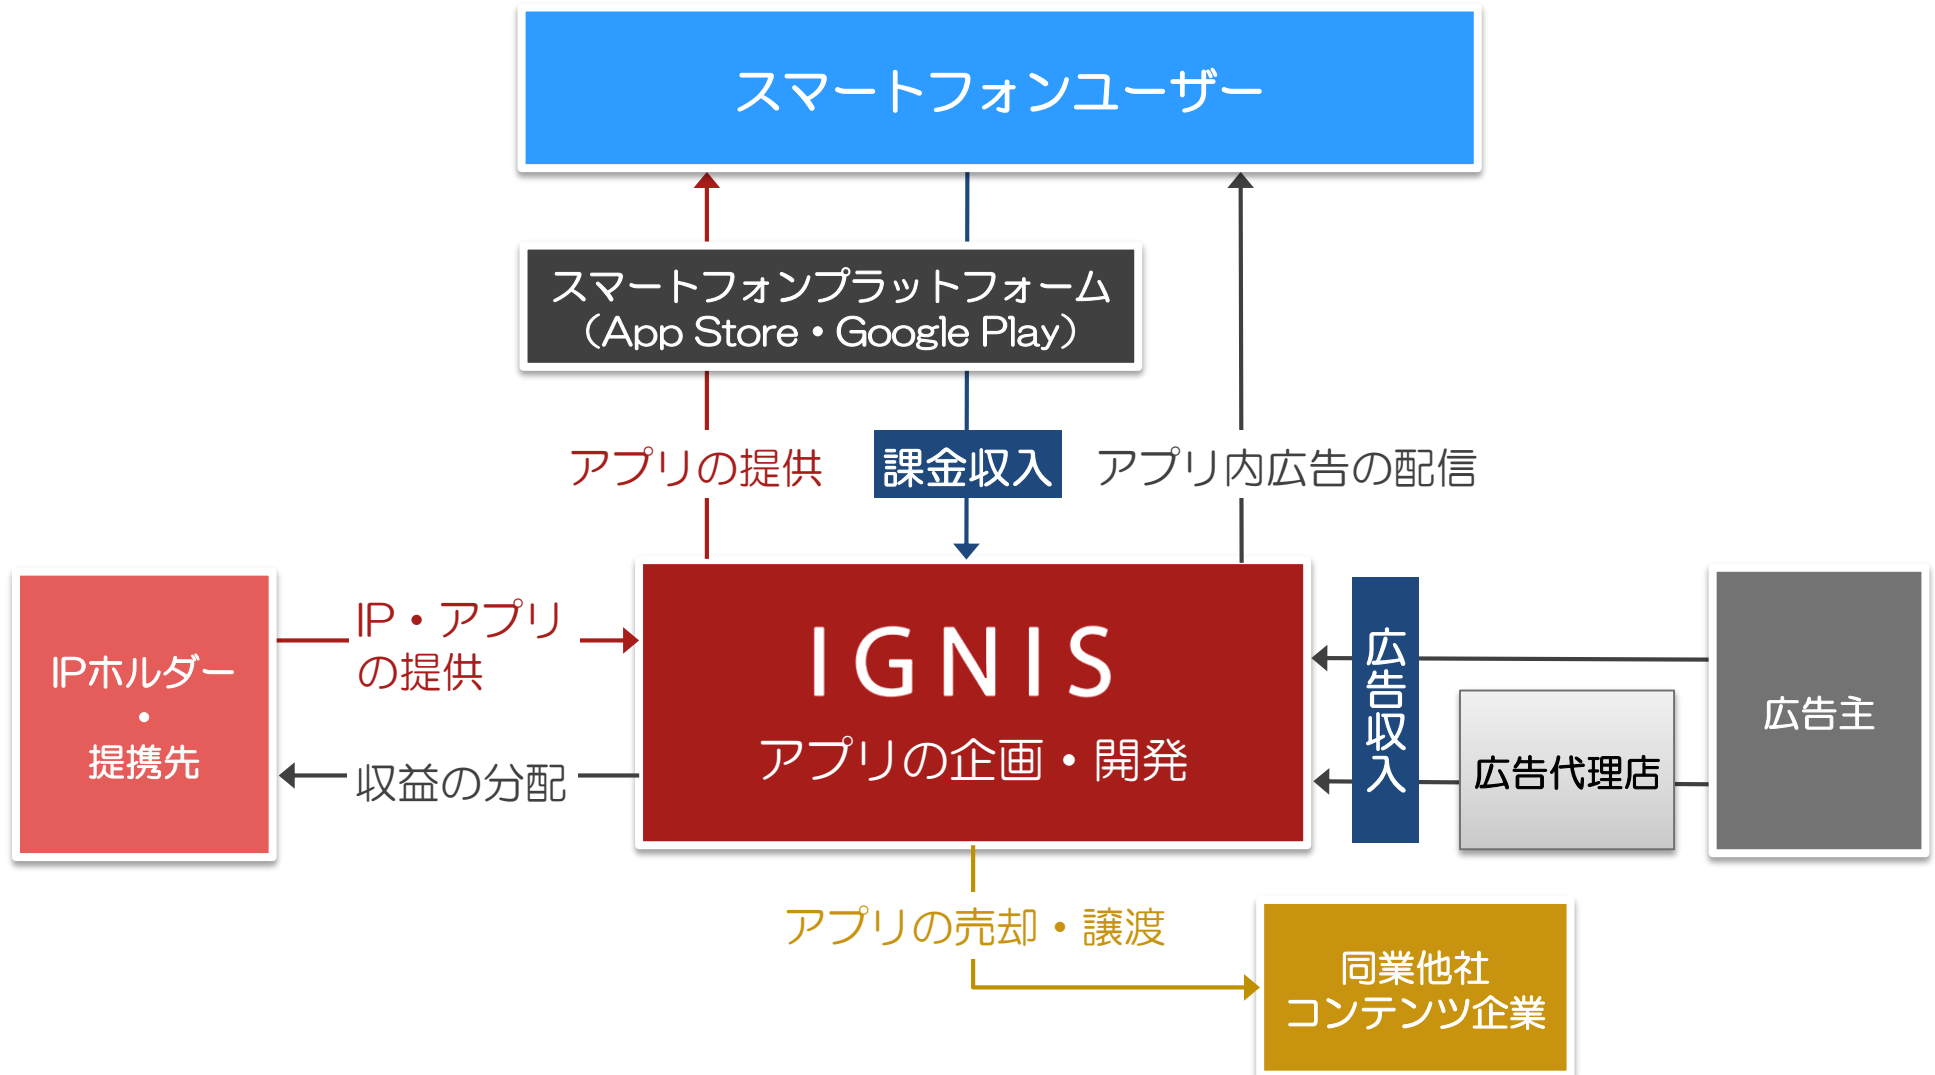 スマートフォンユーザー
スマートフォンプラットフォーム
（App Store・Google Play）
アプリの提供
課金収入
アプリ内広告の配信
IPホルダー
・
提携先
IP・アプリ
の提供
収益の分配
IGNIS
アプリの企画・開発
広告収入
広告代理店
広告主
アプリの売却・譲渡
同業他社
コンテンツ企業